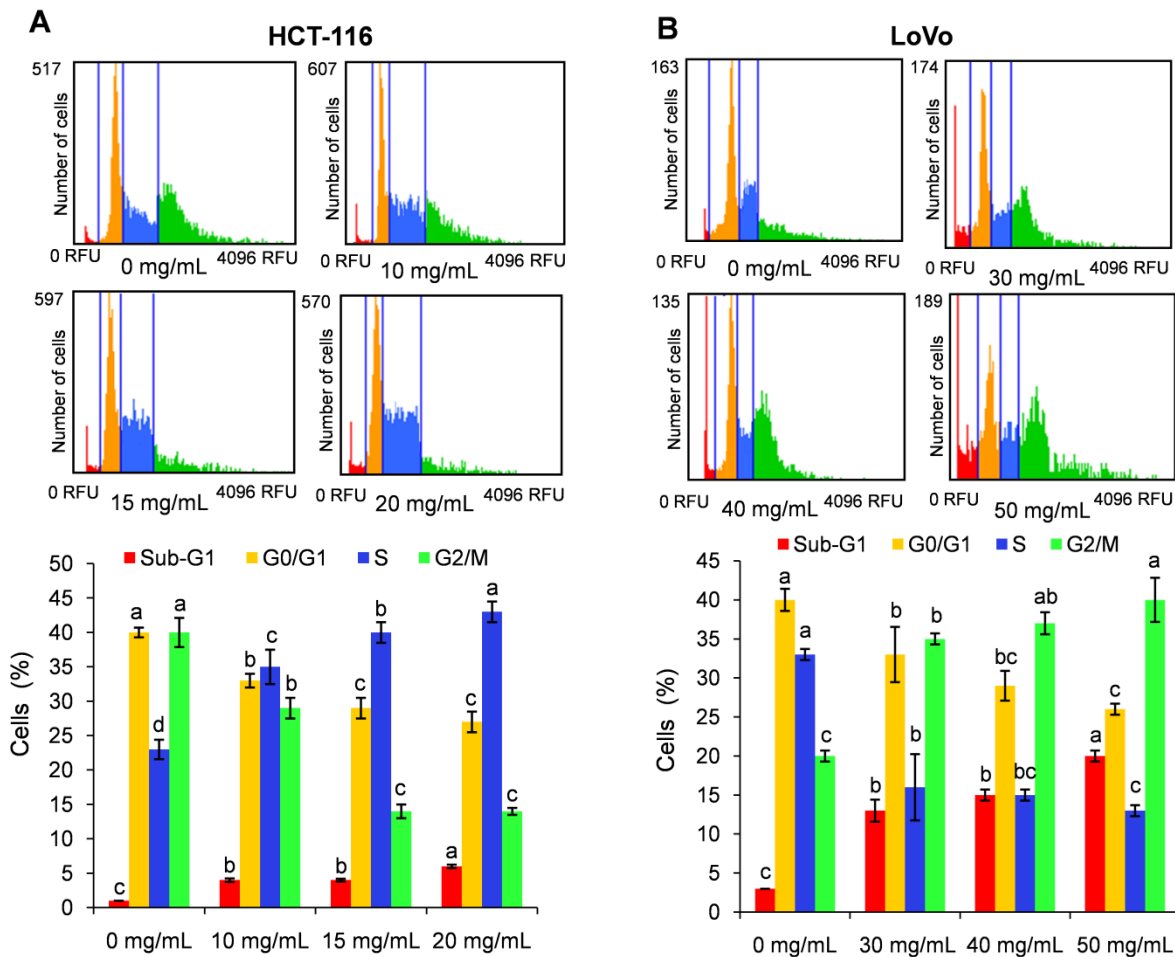 A
HCT-116
517
Number of cells
0 RFU
4096 RFU
0 mg/mL
607
Number of cells
0 RFU
4096 RFU
10 mg/mL
597
Number of cells
0 RFU
4096 RFU
15 mg/mL
570
Number of cells
0 RFU
4096 RFU
20 mg/mL
Sub-G1 G0/G1 S G2/M
Cells (%)
50
45
40
35
30
25
20
15
10
5
0
c a d a
b b c b
b c b c
a c a c
0 mg/mL 10 mg/mL 15 mg/mL 20 mg/mL
B
LoVo
163
Number of cells
0 RFU
4096 RFU
0 mg/mL
174
Number of cells
0 RFU
4096 RFU
30 mg/mL
135
Number of cells
0 RFU
4096 RFU
40 mg/mL
189
Number of cells
0 RFU
4096 RFU
50 mg/mL
Sub-G1 G0/G1 S G2/M
Cells (%)
45
40
35
30
25
20
15
10
5
0
c a a c
b b b b
b bc bc ab
a c c a
0 mg/mL 30 mg/mL 40 mg/mL 50 mg/mL